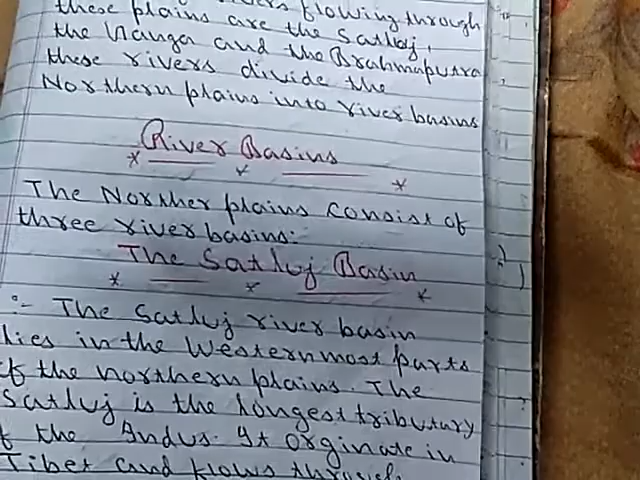 these plains are the Satluj,
the Ganga and the Brahmaputra
these rivers divide the
Northern plains into river basins
River Basins
The Norther plains consist of
three river basins:
The Satluj Basin
:- The Satluj river basin
lies in the Western most parts
of the northern plains. The
Satluj is the longest tributary
of the Indus. It orginate in
Tibet and flows through